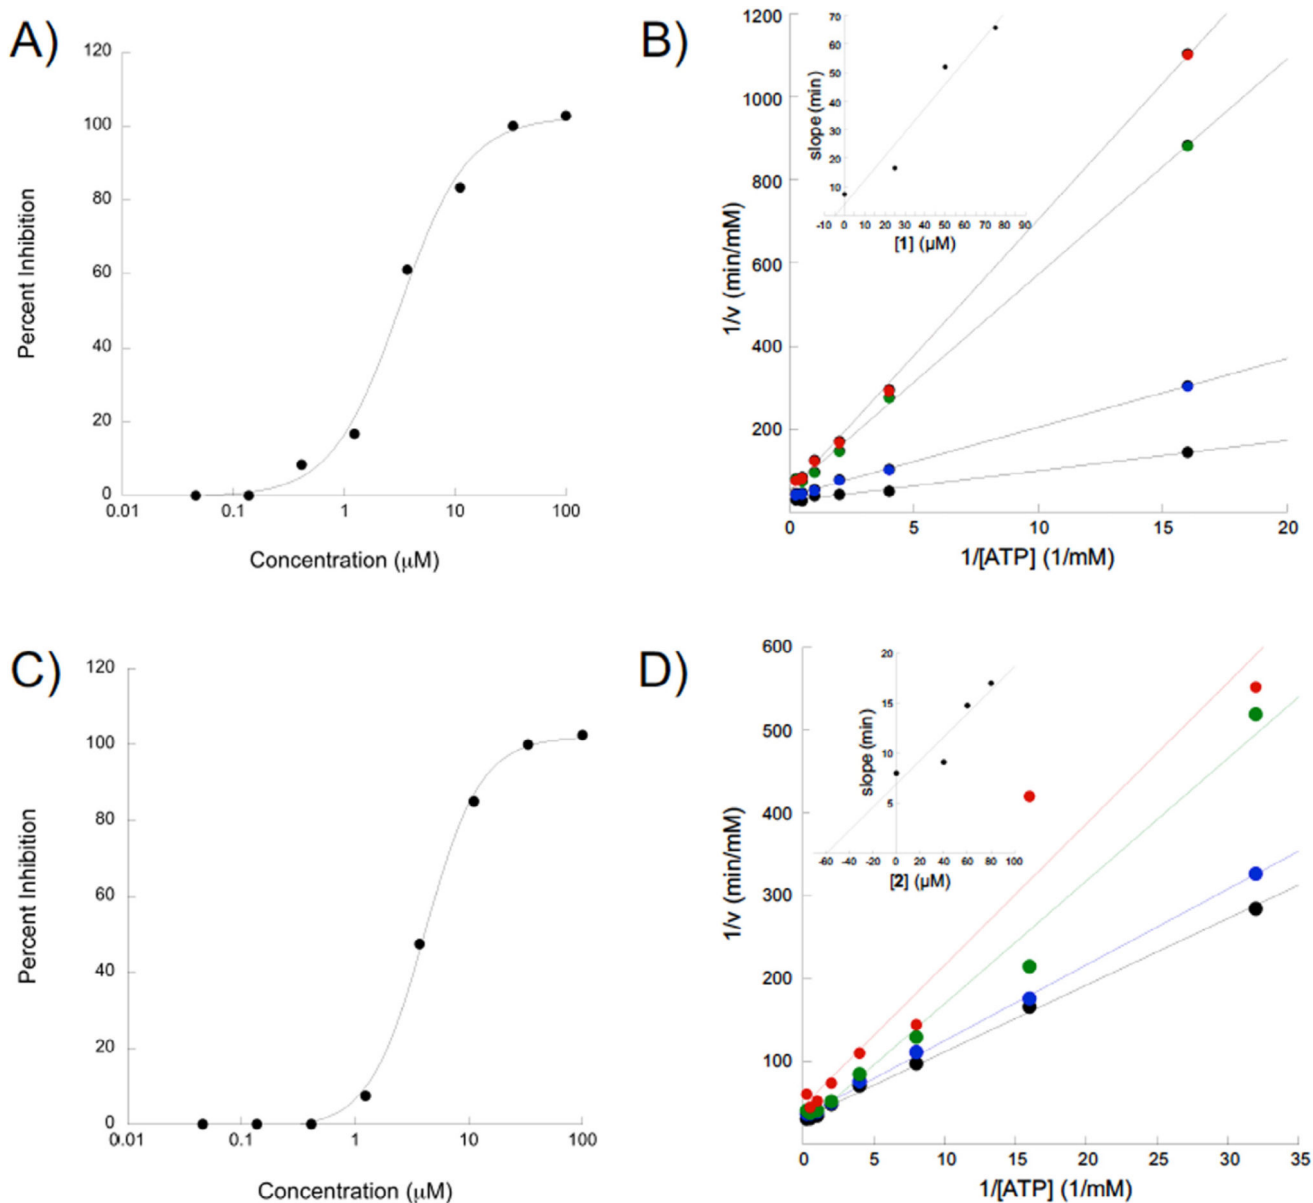 A)
120
100
80
60
40
20
0
0.01 0.1 1 10 100
Percent Inhibition
Concentration (μM)
B)
1200
1000
800
600
400
200
0 5 10 15 20
1/v (min/mM)
1/[ATP] (1/mM)
70
60
50
40
30
20
10
-10 0 10 20 30 40 50 60 70 80 90
slope (min)
[1] (μM)
C)
120
100
80
60
40
20
0
0.01 0.1 1 10 100
Percent Inhibition
Concentration (μM)
D)
600
500
400
300
200
100
0 5 10 15 20 25 30 35
1/v (min/mM)
1/[ATP] (1/mM)
20
15
10
5
-60 -40 -20 0 20 40 60 80 100
slope (min)
[2] (μM)